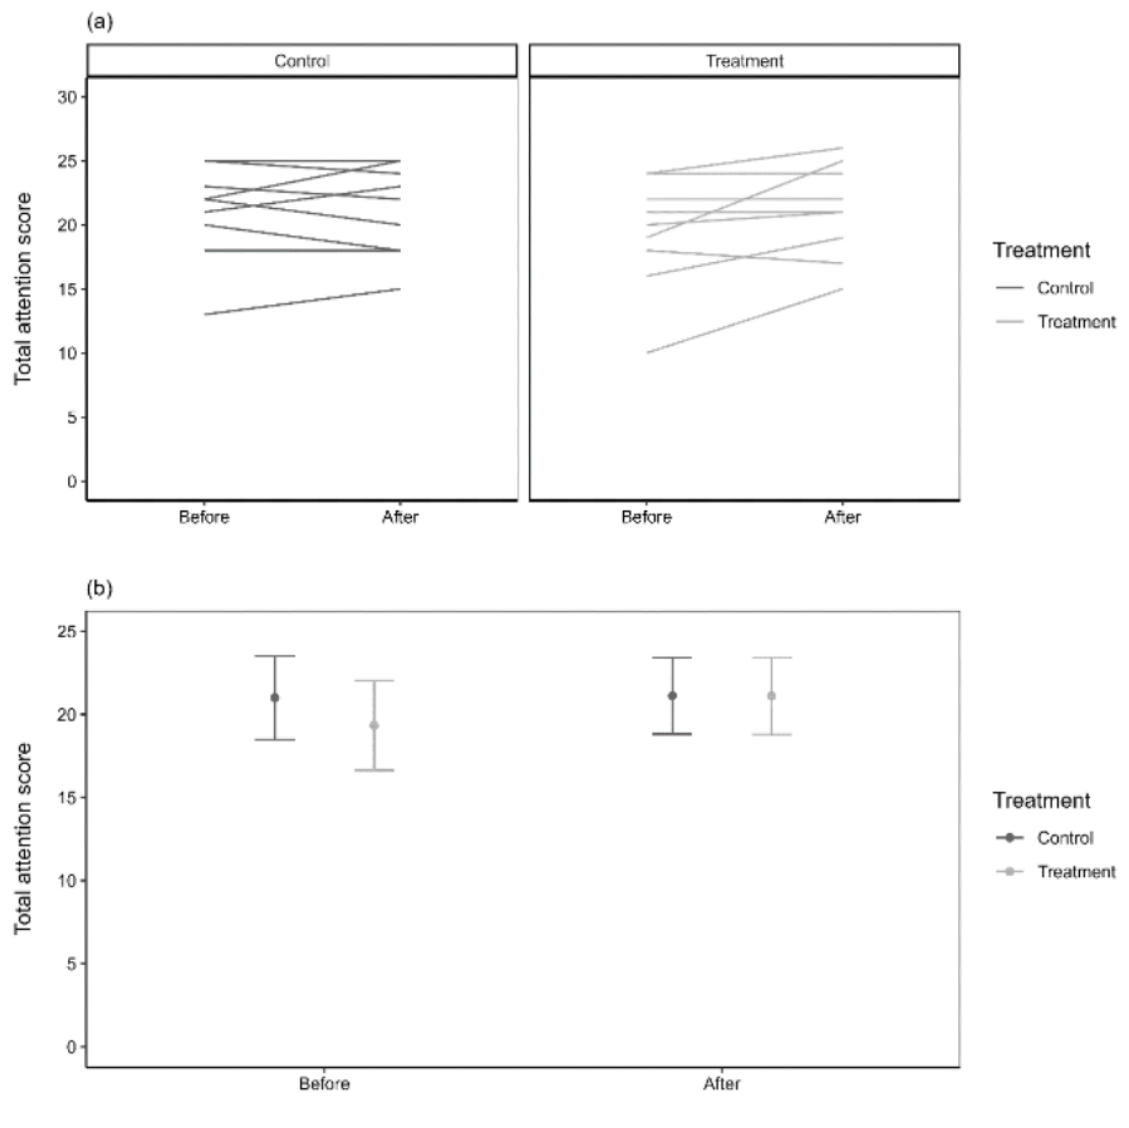 (a)
Control
Treatment
30
25
20
15
10
5
0
Total attention score
Before
After
Before
After
Treatment
Control
Treatment
(b)
25
20
15
10
5
0
Total attention score
Before
After
Treatment
Control
Treatment